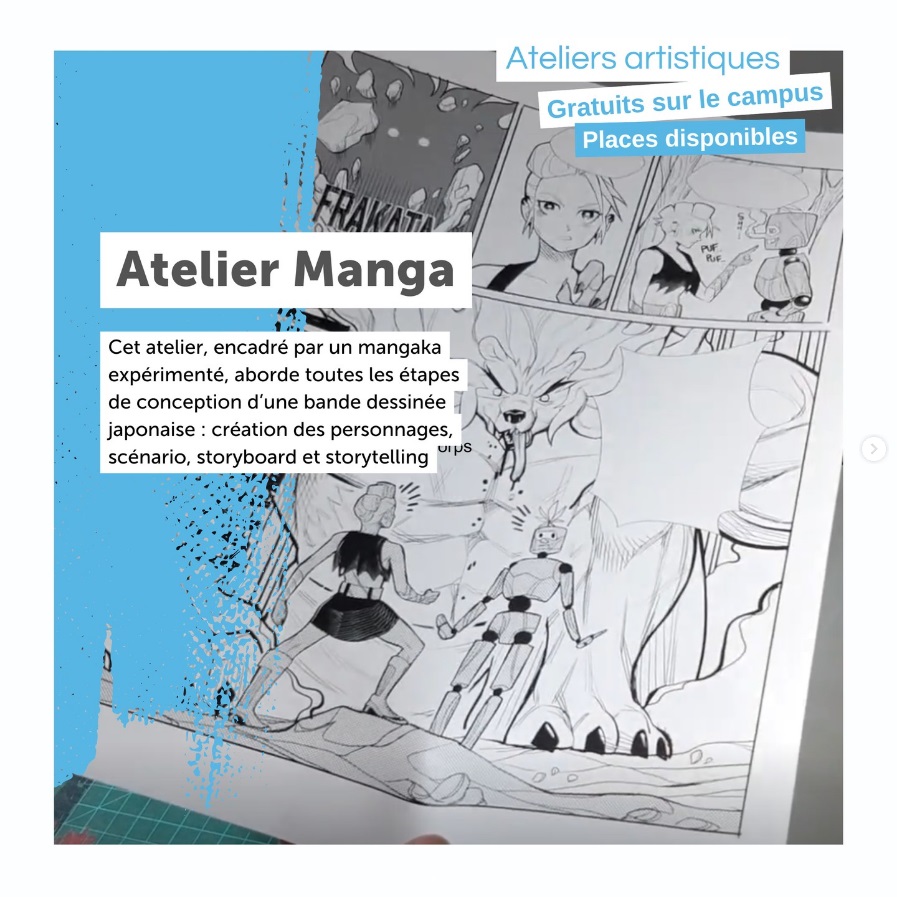 Ateliers artistiques
Gratuits sur le campus
Places disponibles
FRAKATA
PUF
PUF
Atelier Manga
Cet atelier, encadré par un mangaka
expérimenté, aborde toutes les étapes
de conception d'une bande dessinée
japonaise : création des personnages,
scénario, storyboard et storytelling
orps